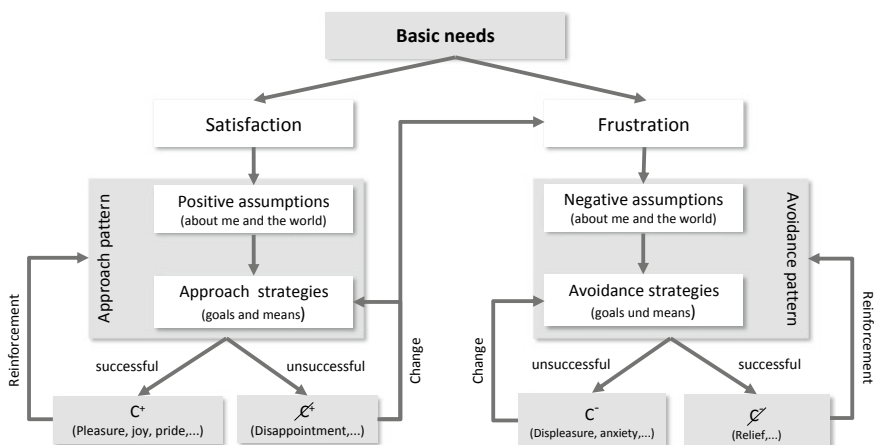 Basic needs
Satisfaction
Frustration
Approach pattern
Positive assumptions
(about me and the world)
Approach strategies
(goals and means)
Negative assumptions
(about me and the world)
Avoidance strategies
(goals und means)
Avoidance pattern
Reinforcement
successful
unsuccessful
Change
Change
unsuccessful
successful
Reinforcement
C⁺
(Pleasure, joy, pride,...)
C̸⁺
(Disappointment,...)
C⁻
(Displeasure, anxiety,...)
C̸⁻
(Relief,...)